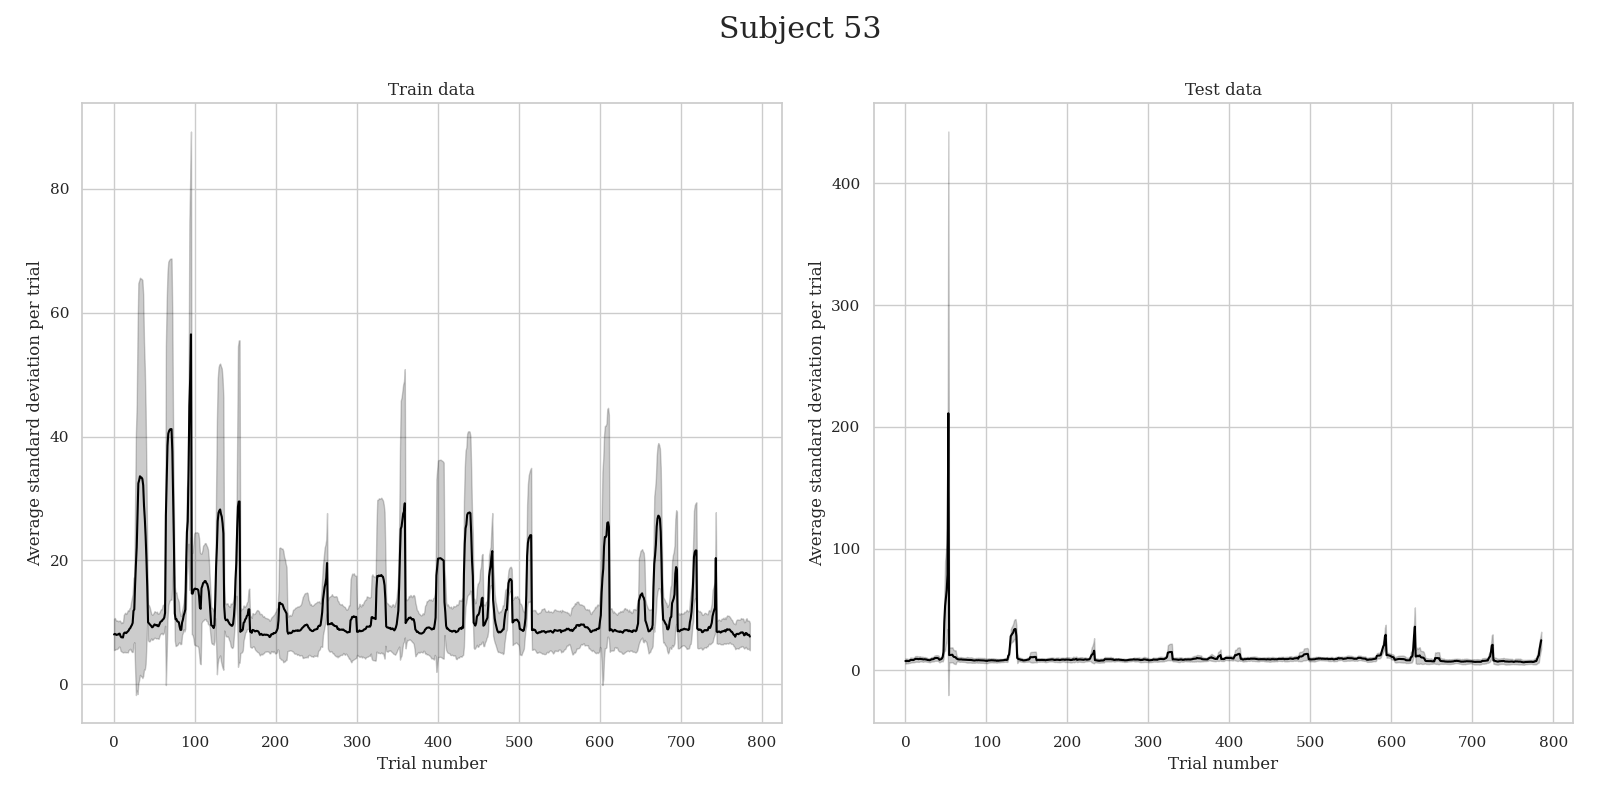 Subject 53
Train data
Average standard deviation per trial
80
60
40
20
0
0 100 200 300 400 500 600 700 800
Trial number
Test data
Average standard deviation per trial
400
300
200
100
0
0 100 200 300 400 500 600 700 800
Trial number